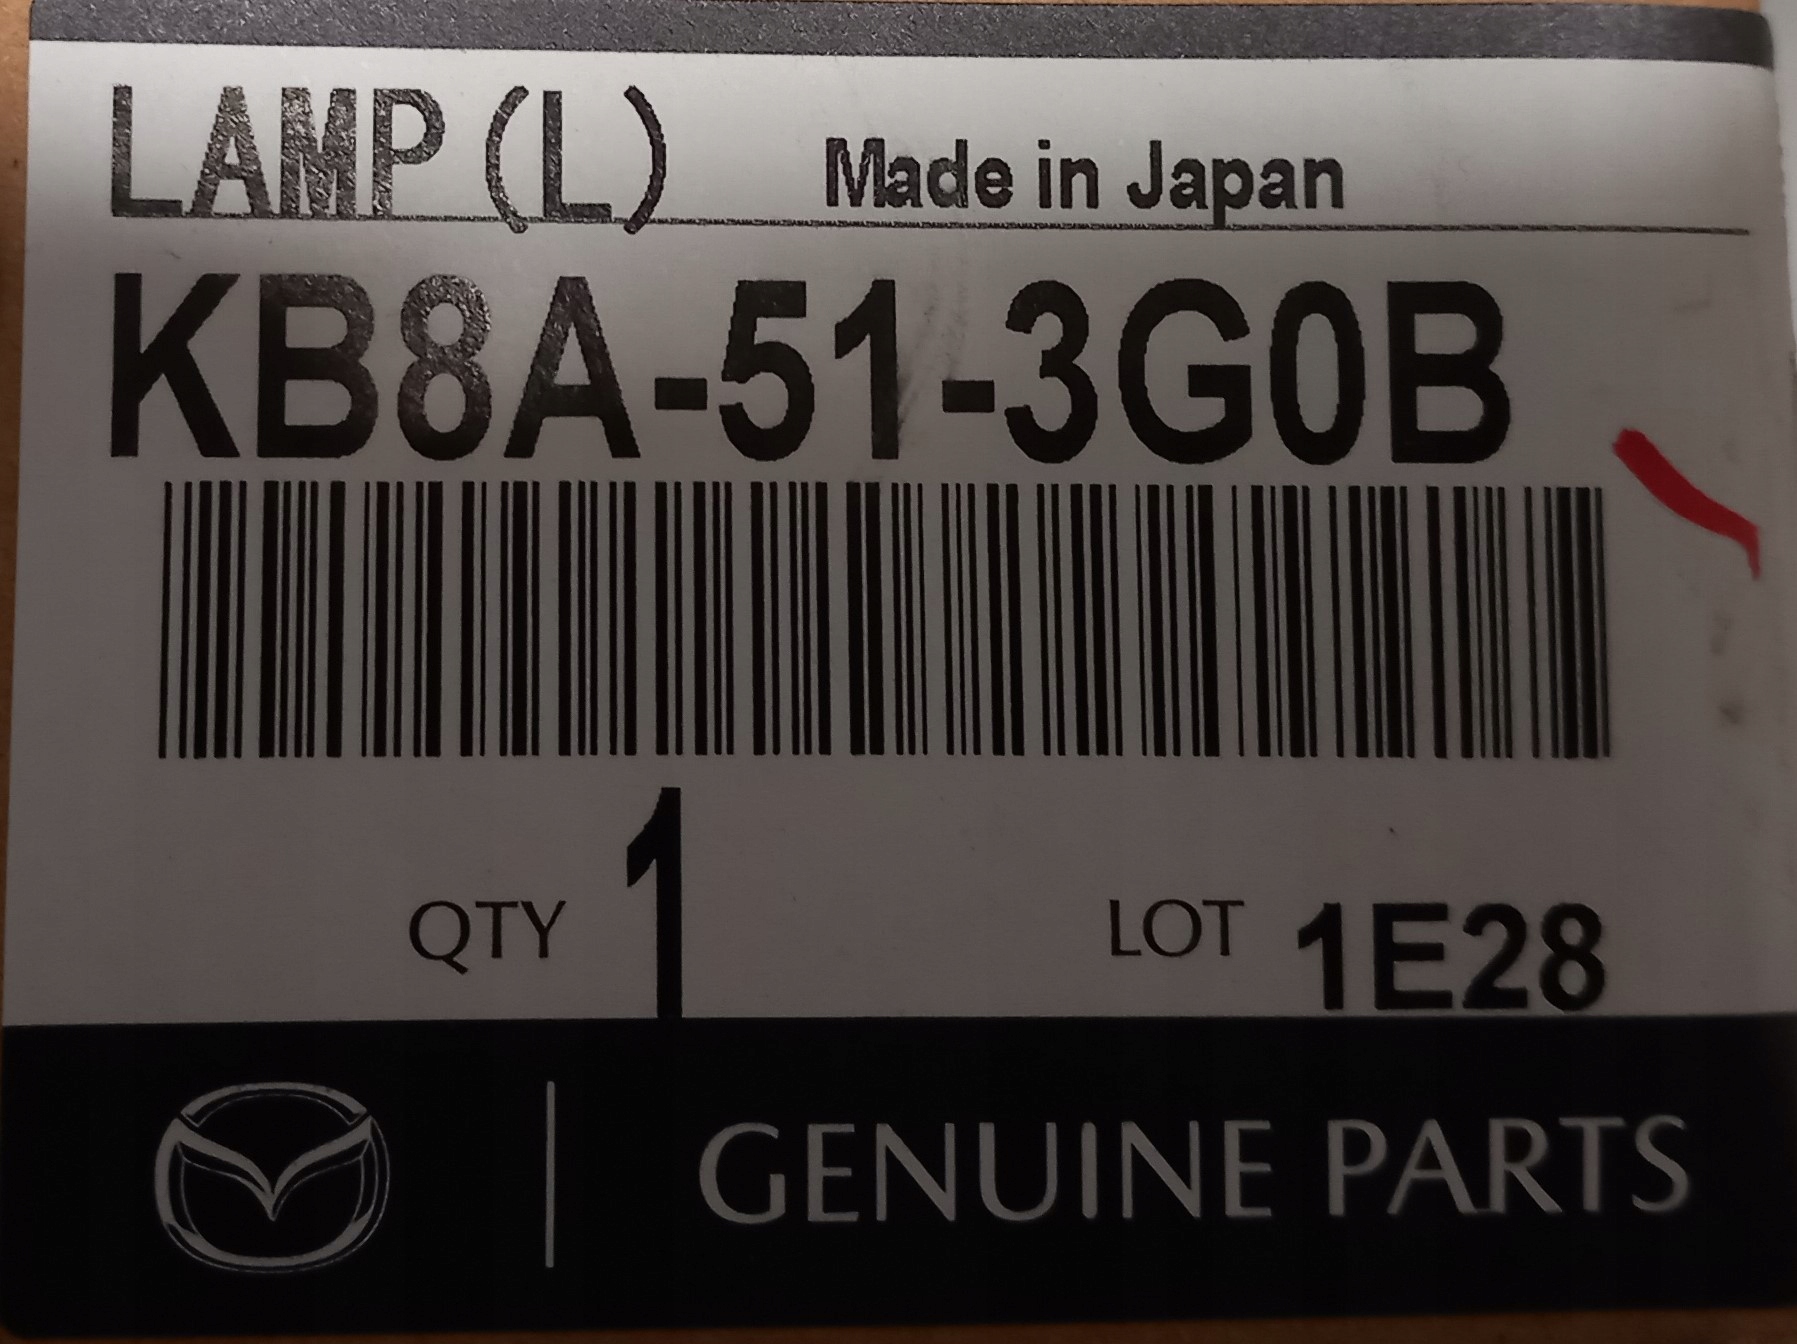 LAMP(L) Made in Japan
KB8A-51-3G0B
QTY 1 LOT 1E28
GENUINE PARTS